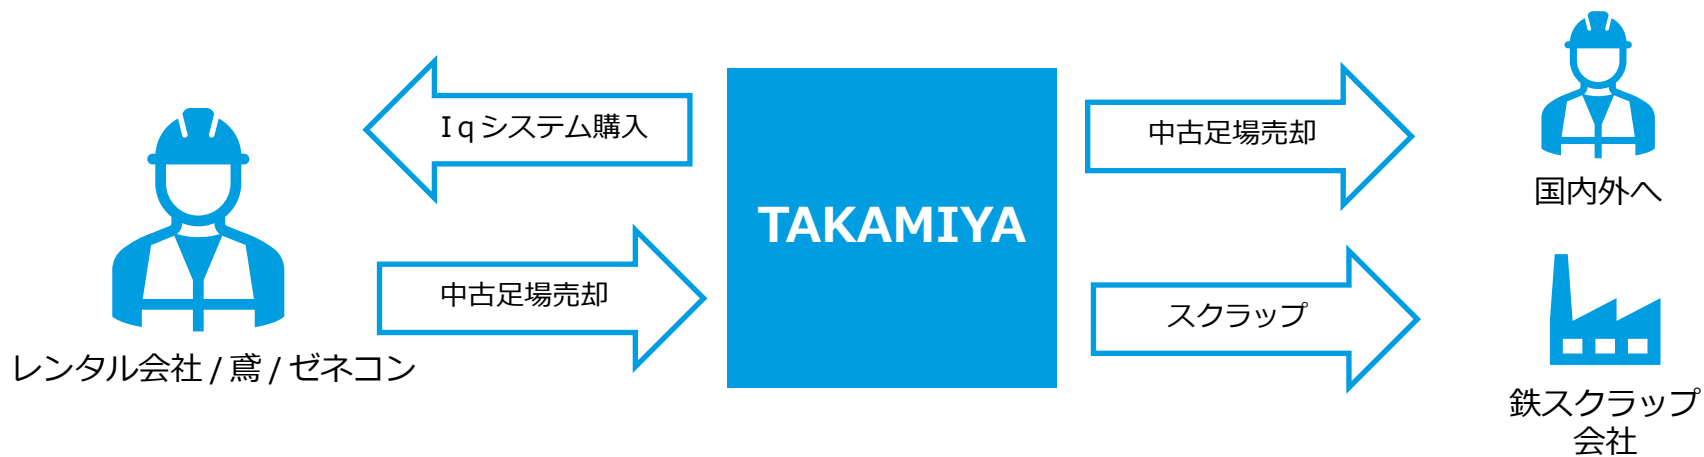 Ｉｑシステム購入
中古足場売却
レンタル会社 / 鳶 / ゼネコン
TAKAMIYA
中古足場売却
スクラップ
国内外へ
鉄スクラップ
会社